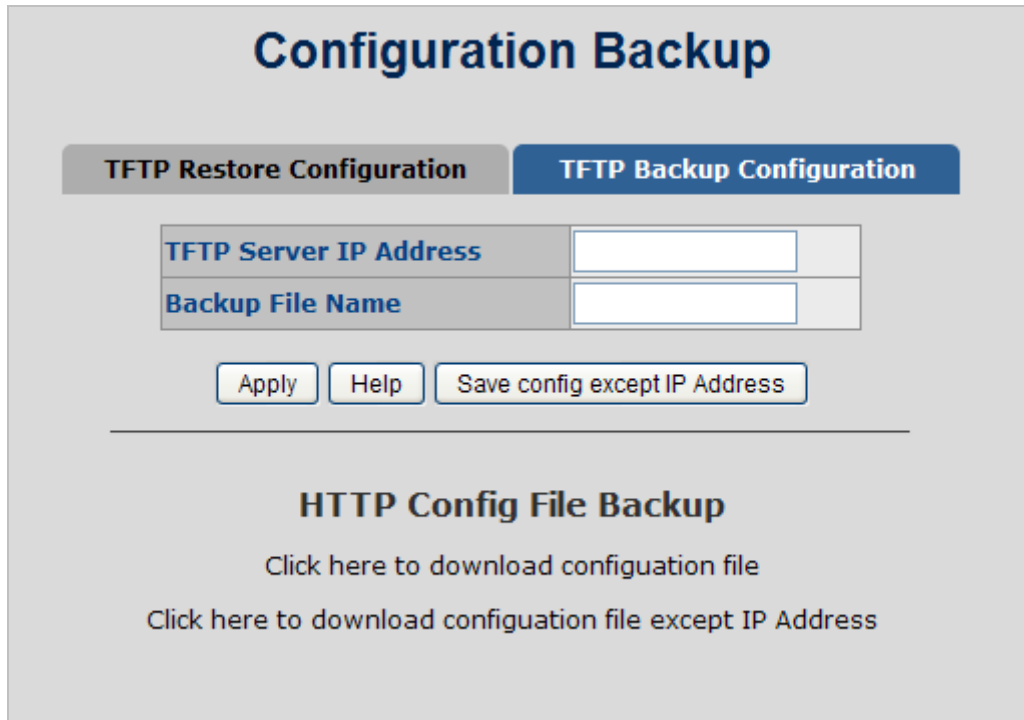 Configuration Backup
TFTP Restore Configuration
TFTP Backup Configuration
TFTP Server IP Address
Backup File Name
Apply
Help
Save config except IP Address
HTTP Config File Backup
Click here to download configuation file
Click here to download configuation file except IP Address